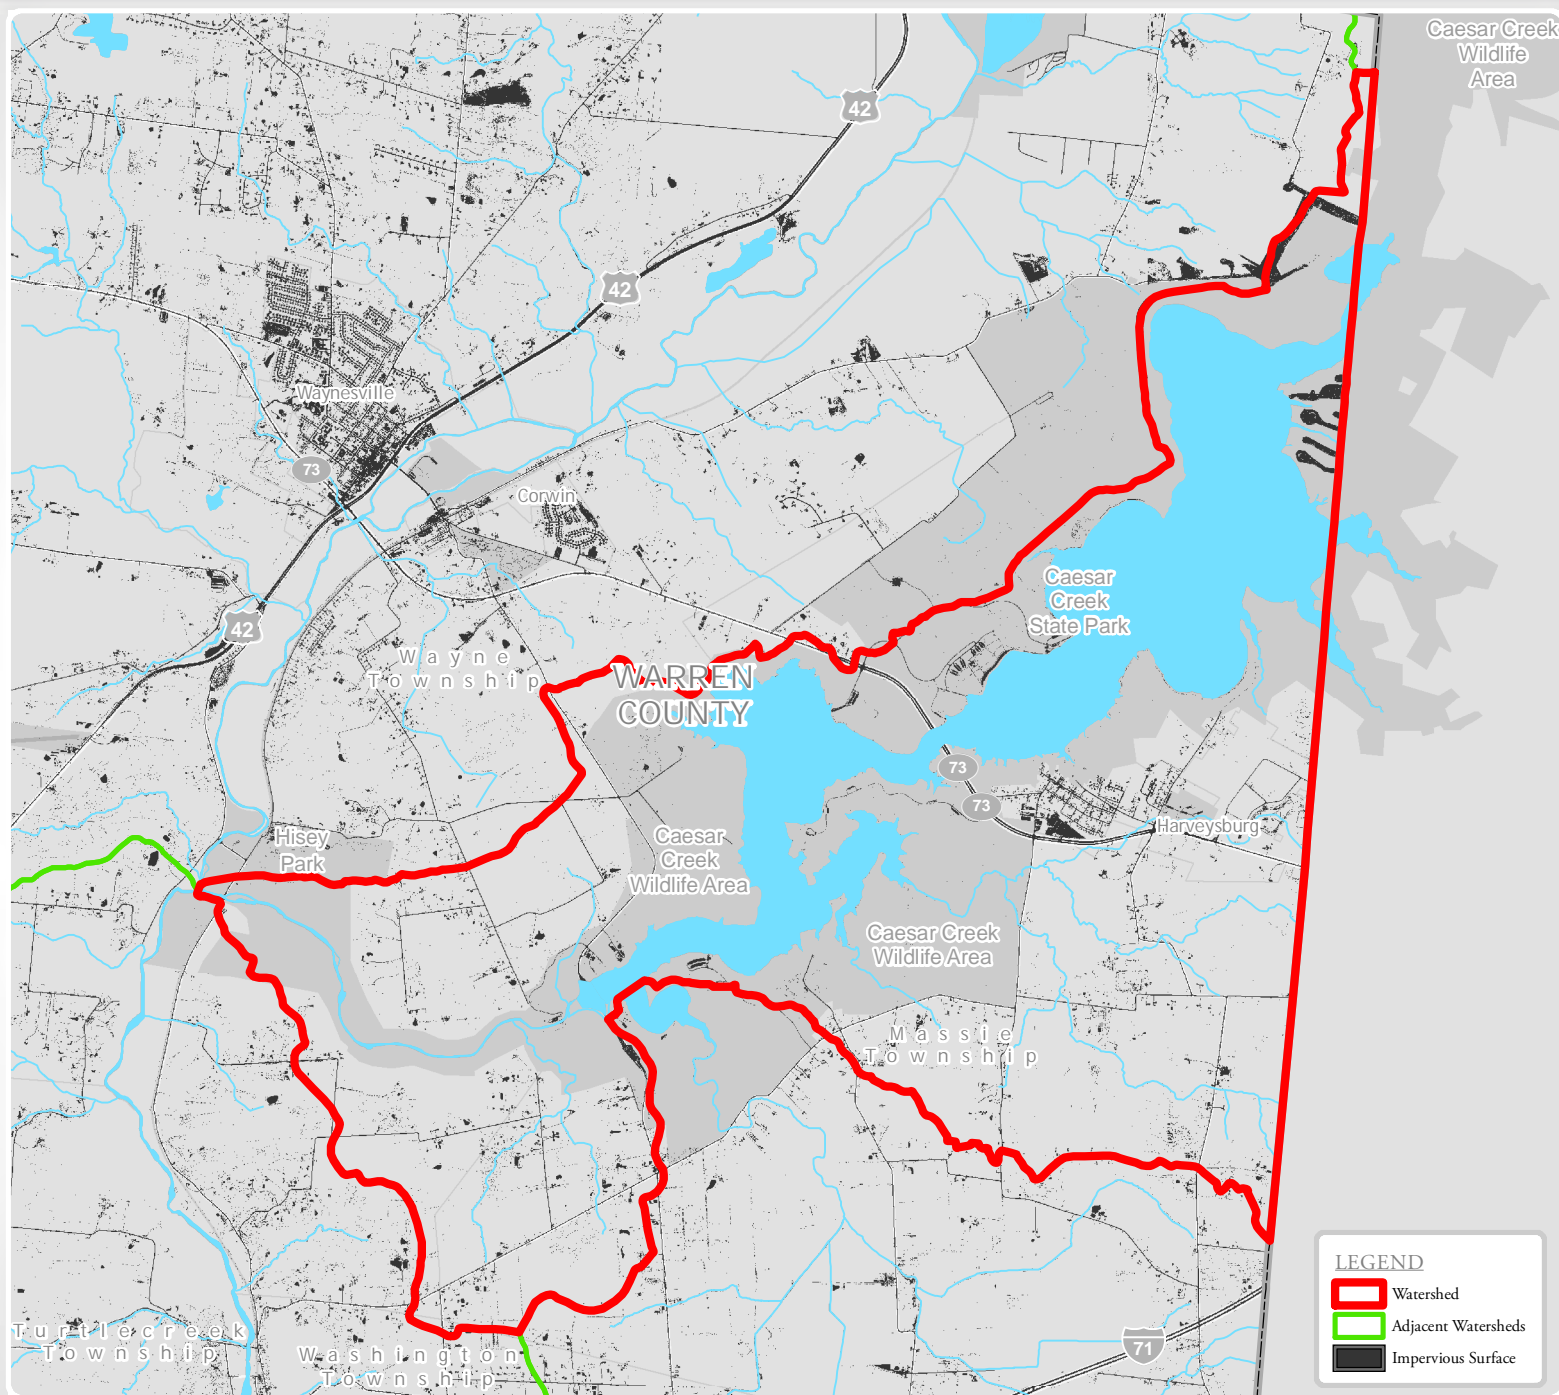 Caesar Creek
Wildlife
Area
42
42
Waynesville
73
Corwin
Caesar
Creek
State Park
42
Wayne
Township
WARREN
COUNTY
73
73
Harveysburg
Hisey
Park
Caesar
Creek
Wildlife Area
Caesar Creek
Wildlife Area
Massie
Township
Turtlecreek
Township
Washington
Township
71
LEGEND
Watershed
Adjacent Watersheds
Impervious Surface